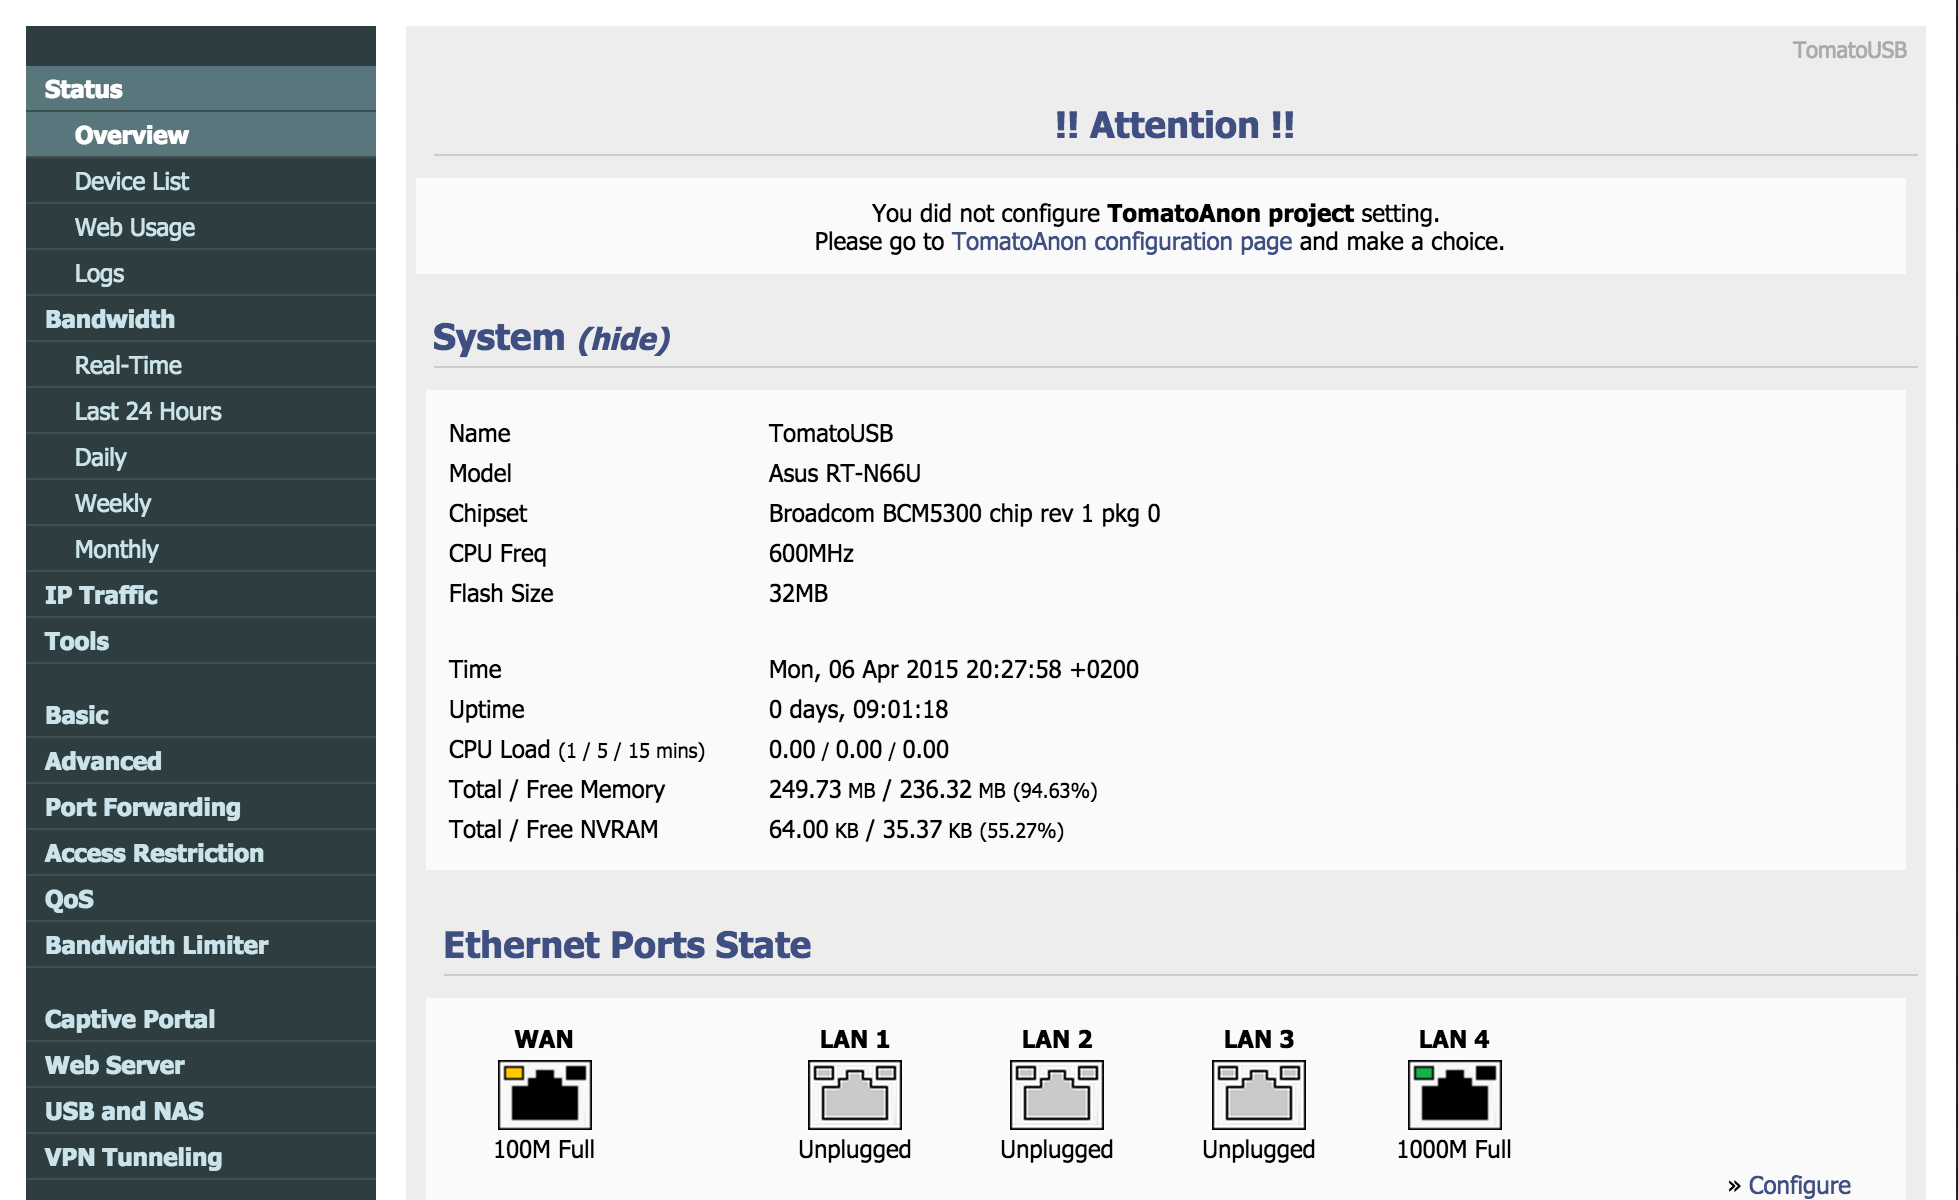 Status
Overview
Device List
Web Usage
Logs
Bandwidth
Real-Time
Last 24 Hours
Daily
Weekly
Monthly
IP Traffic
Tools
Basic
Advanced
Port Forwarding
Access Restriction
QoS
Bandwidth Limiter
Captive Portal
Web Server
USB and NAS
VPN Tunneling
TomatoUSB
!! Attention !!
You did not configure TomatoAnon project setting.
Please go to TomatoAnon configuration page and make a choice.
System (hide)
Name TomatoUSB
Model Asus RT-N66U
Chipset Broadcom BCM5300 chip rev 1 pkg 0
CPU Freq 600MHz
Flash Size 32MB
Time Mon, 06 Apr 2015 20:27:58 +0200
Uptime 0 days, 09:01:18
CPU Load (1 / 5 / 15 mins) 0.00 / 0.00 / 0.00
Total / Free Memory 249.73 MB / 236.32 MB (94.63%)
Total / Free NVRAM 64.00 KB / 35.37 KB (55.27%)
Ethernet Ports State
WAN LAN 1 LAN 2 LAN 3 LAN 4
100M Full Unplugged Unplugged Unplugged 1000M Full
» Configure